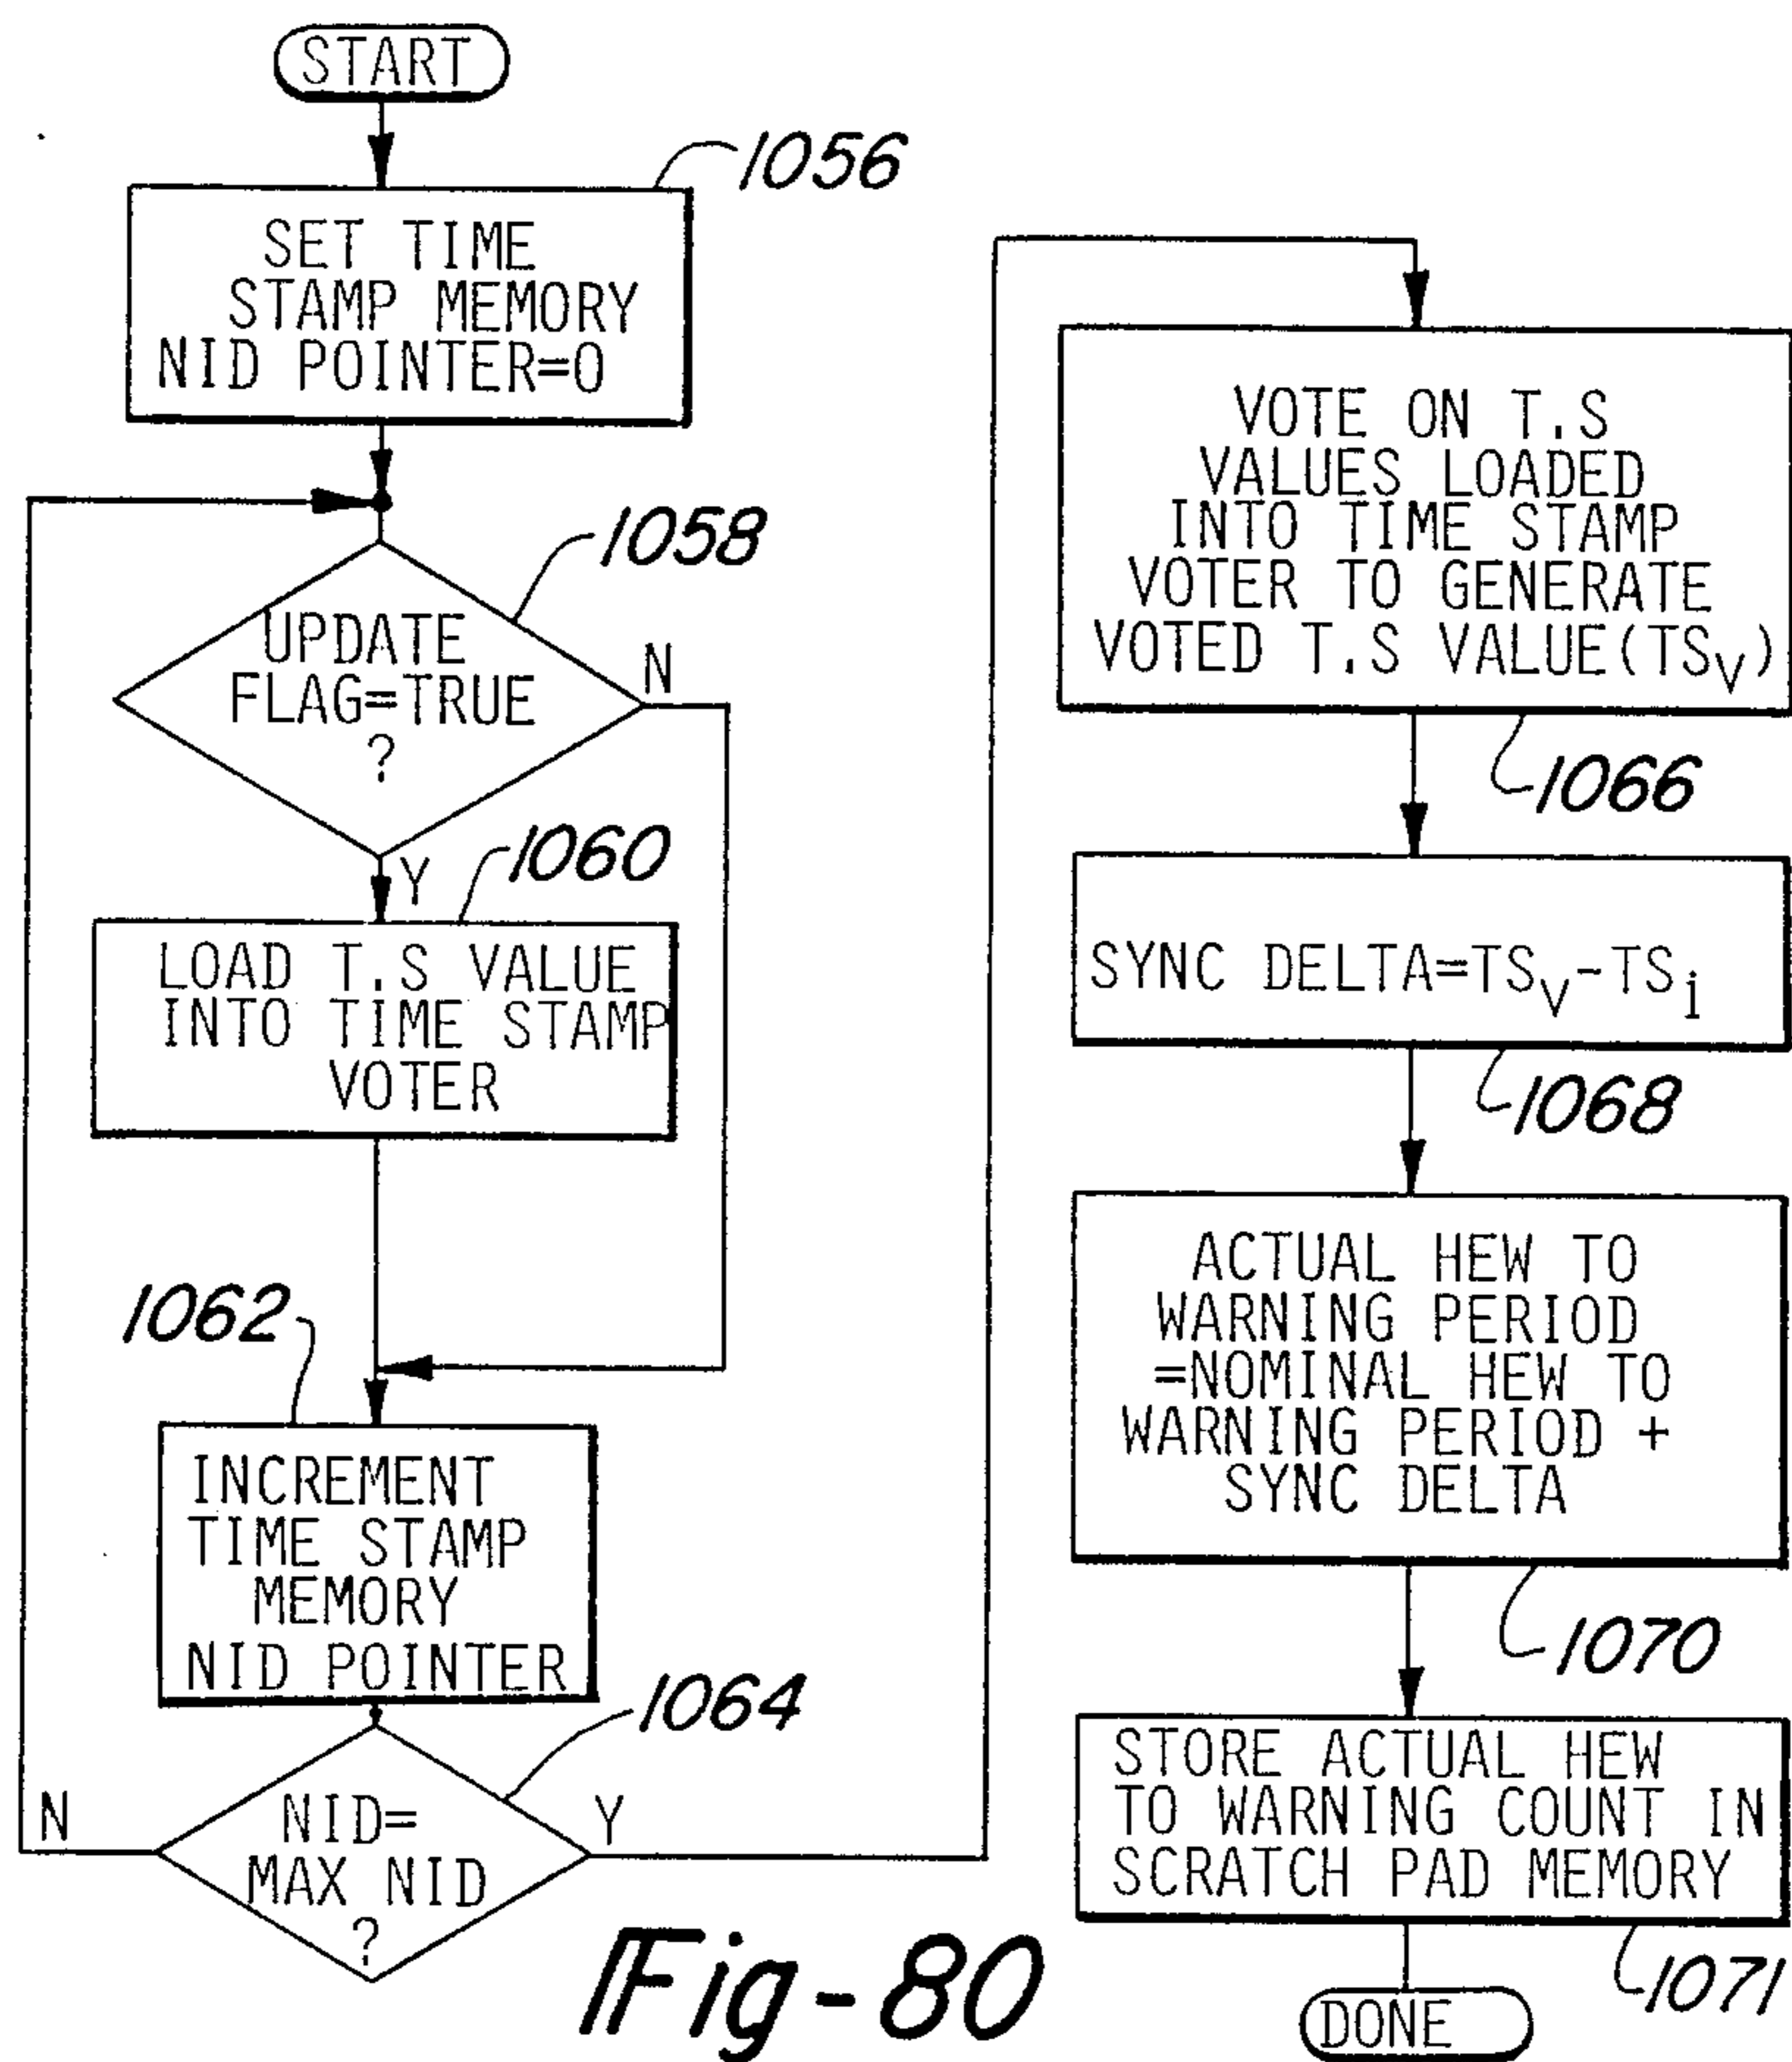 START
1056
SET TIME
STAMP MEMORY
NID POINTER=0
1058
UPDATE
FLAG=TRUE
?
N
Y
1060
LOAD T.S VALUE
INTO TIME STAMP
VOTER
1062
INCREMENT
TIME STAMP
MEMORY
NID POINTER
1064
NID=
MAX NID
?
N
Y
VOTE ON T.S
VALUES LOADED
INTO TIME STAMP
VOTER TO GENERATE
VOTED T.S VALUE(TSV)
1066
SYNC DELTA=TSV-TSi
1068
ACTUAL HEW TO
WARNING PERIOD
=NOMINAL HEW TO
WARNING PERIOD +
SYNC DELTA
1070
STORE ACTUAL HEW
TO WARNING COUNT IN
SCRATCH PAD MEMORY
1071
DONE
Fig-80